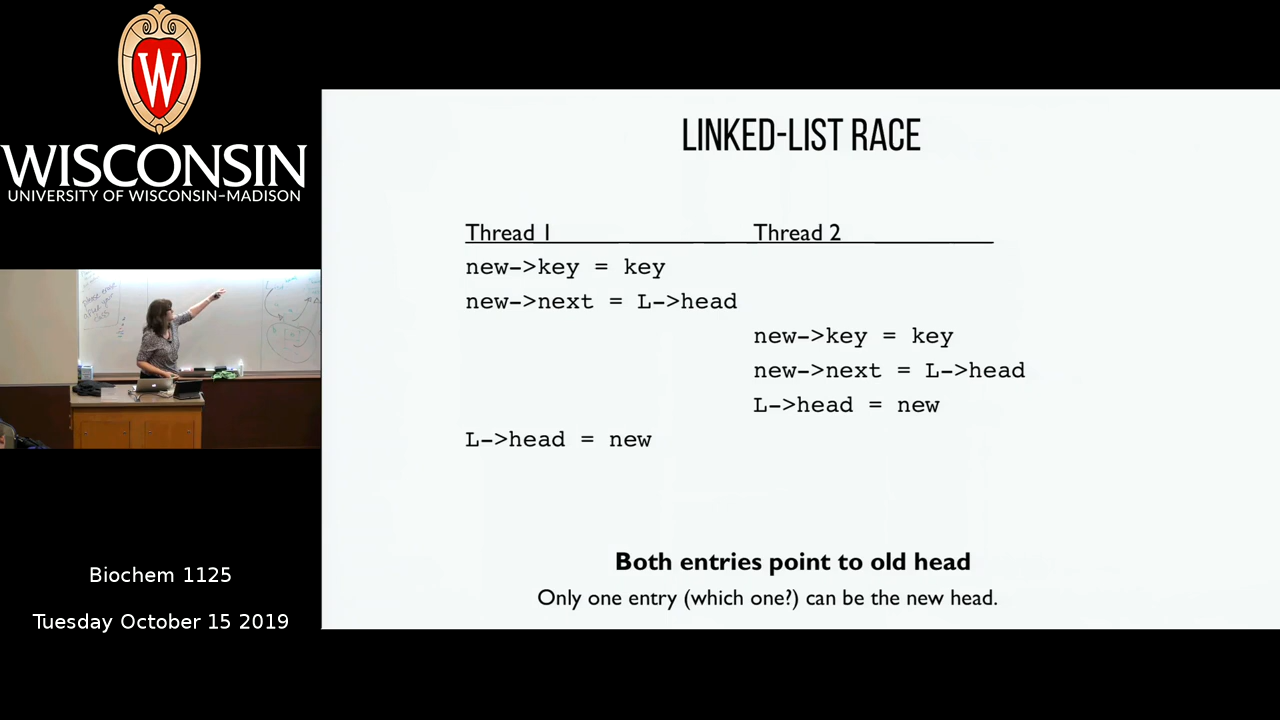 W
WISCONSIN
UNIVERSITY OF WISCONSIN-MADISON
Biochem 1125
Tuesday October 15 2019
LINKED-LIST RACE
Thread 1 Thread 2
new->key = key
new->next = L->head
new->key = key
new->next = L->head
L->head = new
L->head = new
Both entries point to old head
Only one entry (which one?) can be the new head.